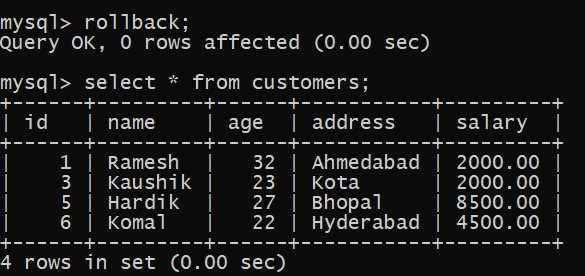 mysql> rollback;
Query OK, 0 rows affected (0.00 sec)
mysql> select * from customers;
+------+----------+------+-----------+---------+
| id   | name     | age  | address   | salary  |
+------+----------+------+-----------+---------+
|    1 | Ramesh   |   32 | Ahmedabad | 2000.00 |
|    3 | Kaushik  |   23 | Kota      | 2000.00 |
|    5 | Hardik   |   27 | Bhopal    | 8500.00 |
|    6 | Komal    |   22 | Hyderabad | 4500.00 |
+------+----------+------+-----------+---------+
4 rows in set (0.00 sec)